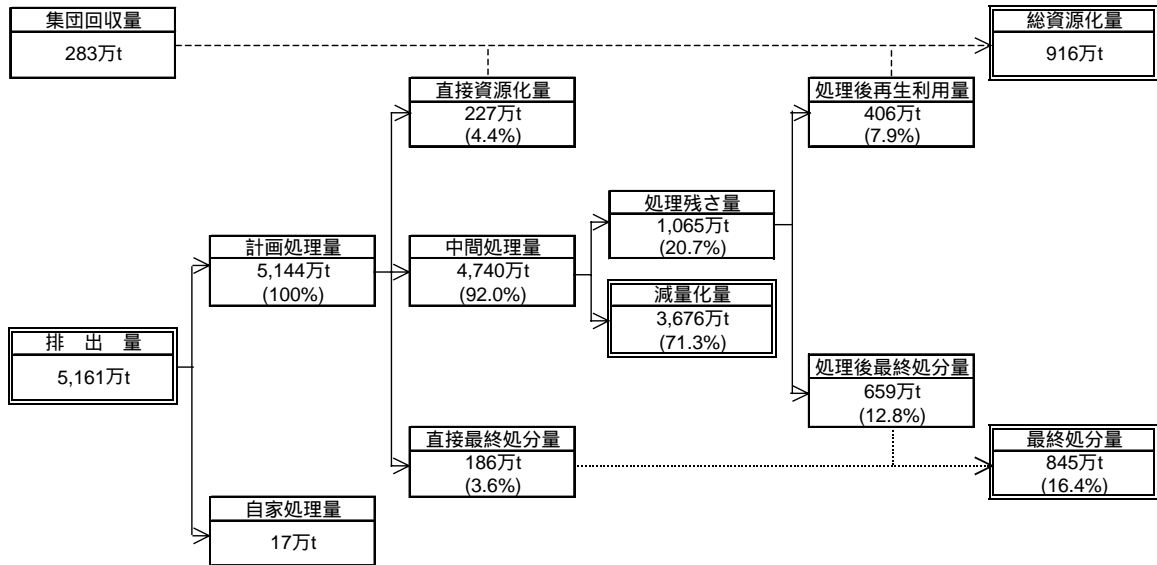 集団回収量
283万t
総資源化量
916万t
直接資源化量
227万t
(4.4%)
処理後再生利用量
406万t
(7.9%)
処理残さ量
1,065万t
(20.7%)
計画処理量
5,144万t
(100%)
中間処理量
4,740万t
(92.0%)
減量化量
3,676万t
(71.3%)
排 出 量
5,161万t
処理後最終処分量
659万t
(12.8%)
直接最終処分量
186万t
(3.6%)
最終処分量
845万t
(16.4%)
自家処理量
17万t